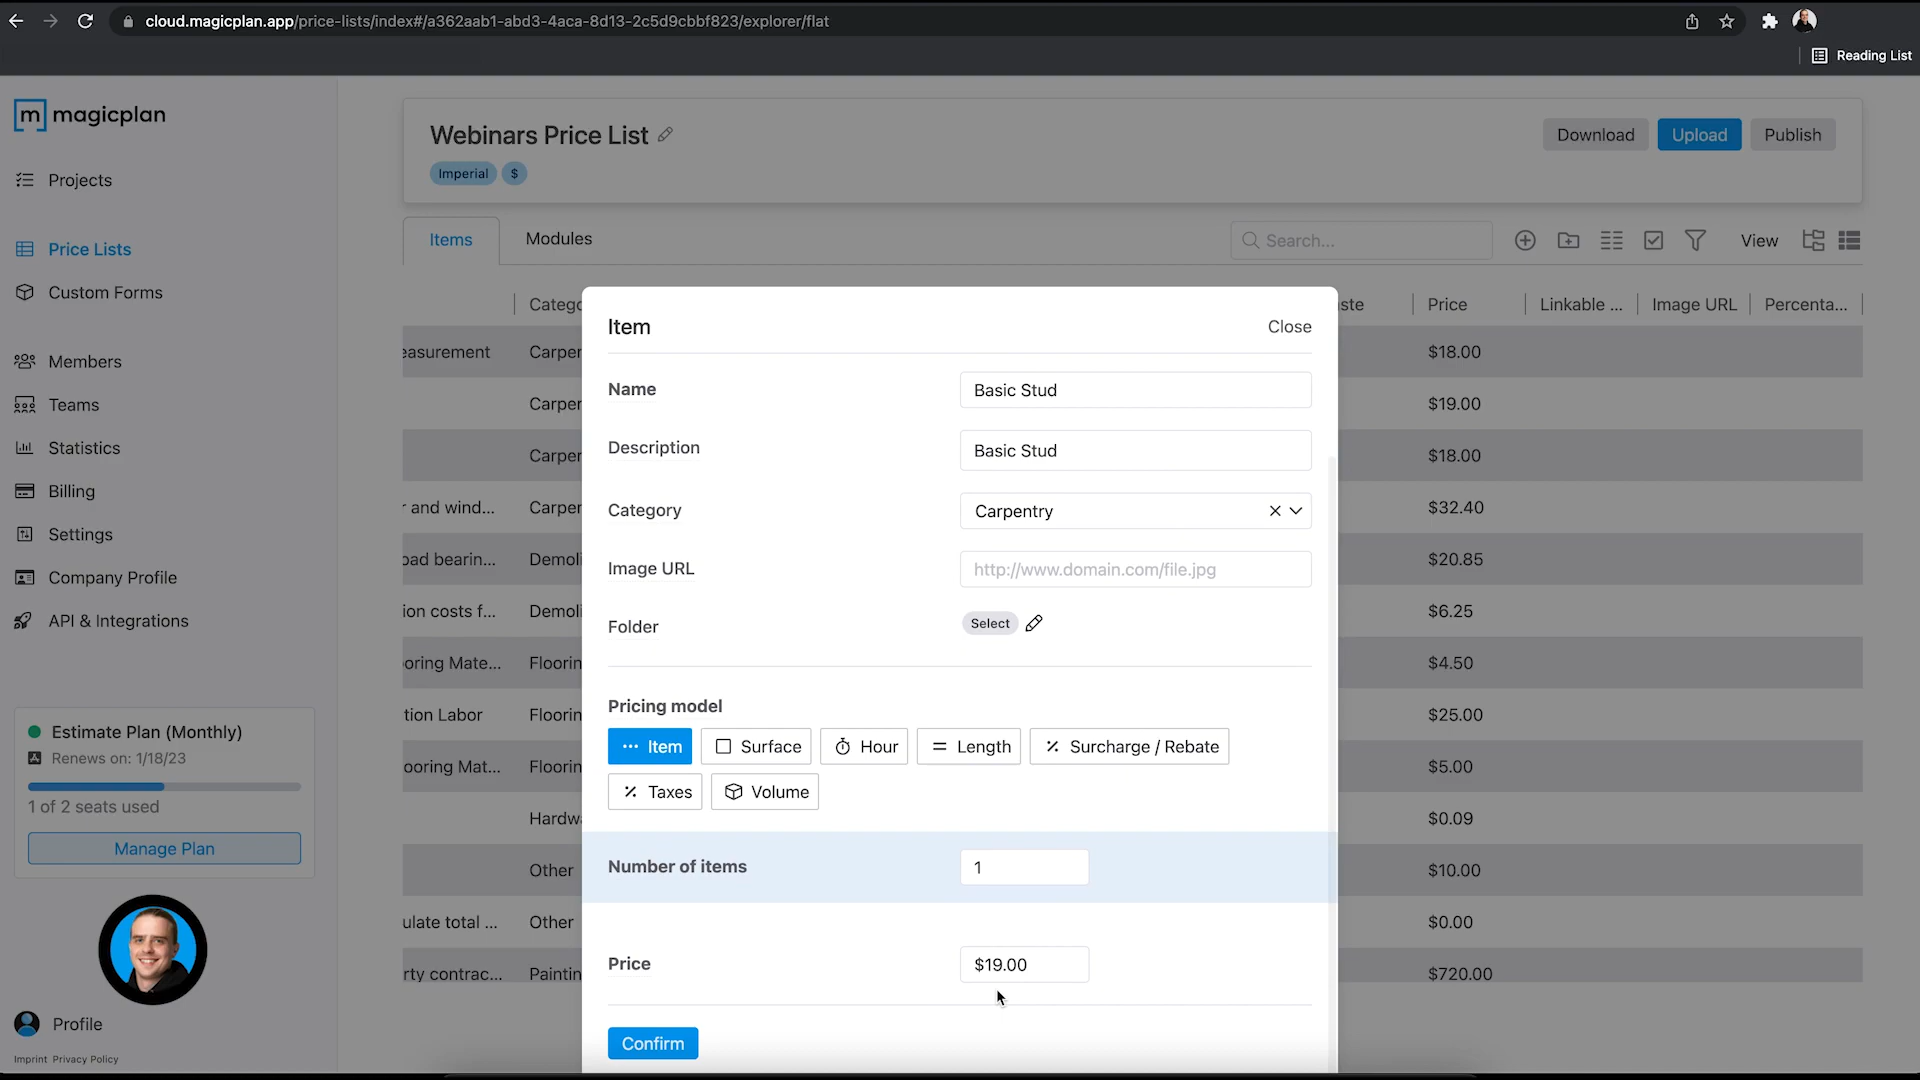 cloud.magicplan.app/price-lists/index#/a362aab1-abd3-4aca-8d13-2c5d9cbbf823/explorer/flat
Reading List
m magicplan
Projects
Price Lists
Custom Forms
Members
Teams
Statistics
Billing
Settings
Company Profile
API & Integrations
Estimate Plan (Monthly)
Renews on: 1/18/23
1 of 2 seats used
Manage Plan
Profile
Imprint Privacy Policy
Webinars Price List
Imperial $
Download Upload Publish
Items Modules Search... View
Catego ste Price Linkable ... Image URL Percenta...
easurement Carpen $18.00
Carpen $19.00
Carpen $18.00
r and wind... Carpen $32.40
oad bearin... Demoli $20.85
ion costs f... Demoli $6.25
oring Mate... Floorin $4.50
tion Labor Floorin $25.00
ooring Mat... Floorin $5.00
Hardwa $0.09
Other $10.00
ulate total ... Other $0.00
rty contrac... Paintin $720.00
Item Close
Name Basic Stud
Description Basic Stud
Category Carpentry
Image URL http://www.domain.com/file.jpg
Folder Select
Pricing model
Item Surface Hour Length Surcharge / Rebate
Taxes Volume
Number of items 1
Price $19.00
Confirm